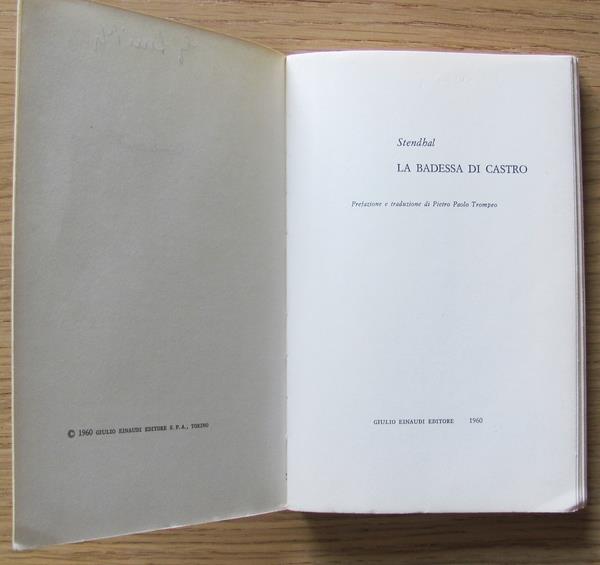 © 1960 GIULIO EINAUDI EDITORE S.P.A., TORINO
Stendhal
LA BADESSA DI CASTRO
Prefazione e traduzione di Pietro Paolo Trompeo
GIULIO EINAUDI EDITORE 1960